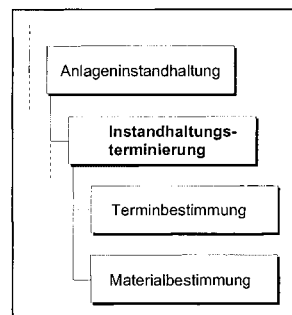 Anlageninstandhaltung
Instandhaltungs-
terminierung
Terminbestimmung
Materialbestimmung